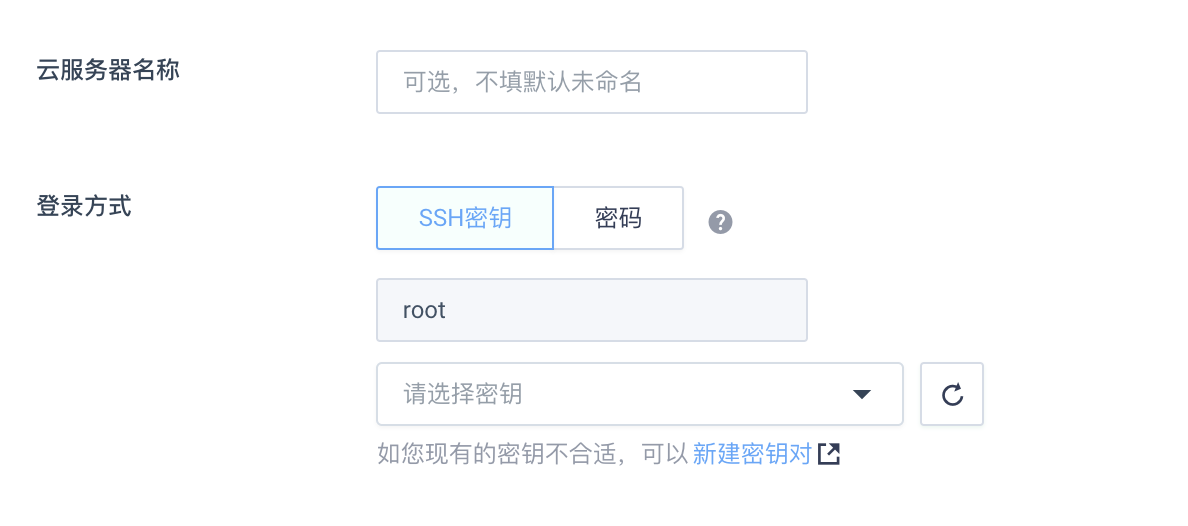 云服务器名称
可选，不填默认未命名
登录方式
SSH密钥 密码 ?
root
请选择密钥
如您现有的密钥不合适，可以 新建密钥对